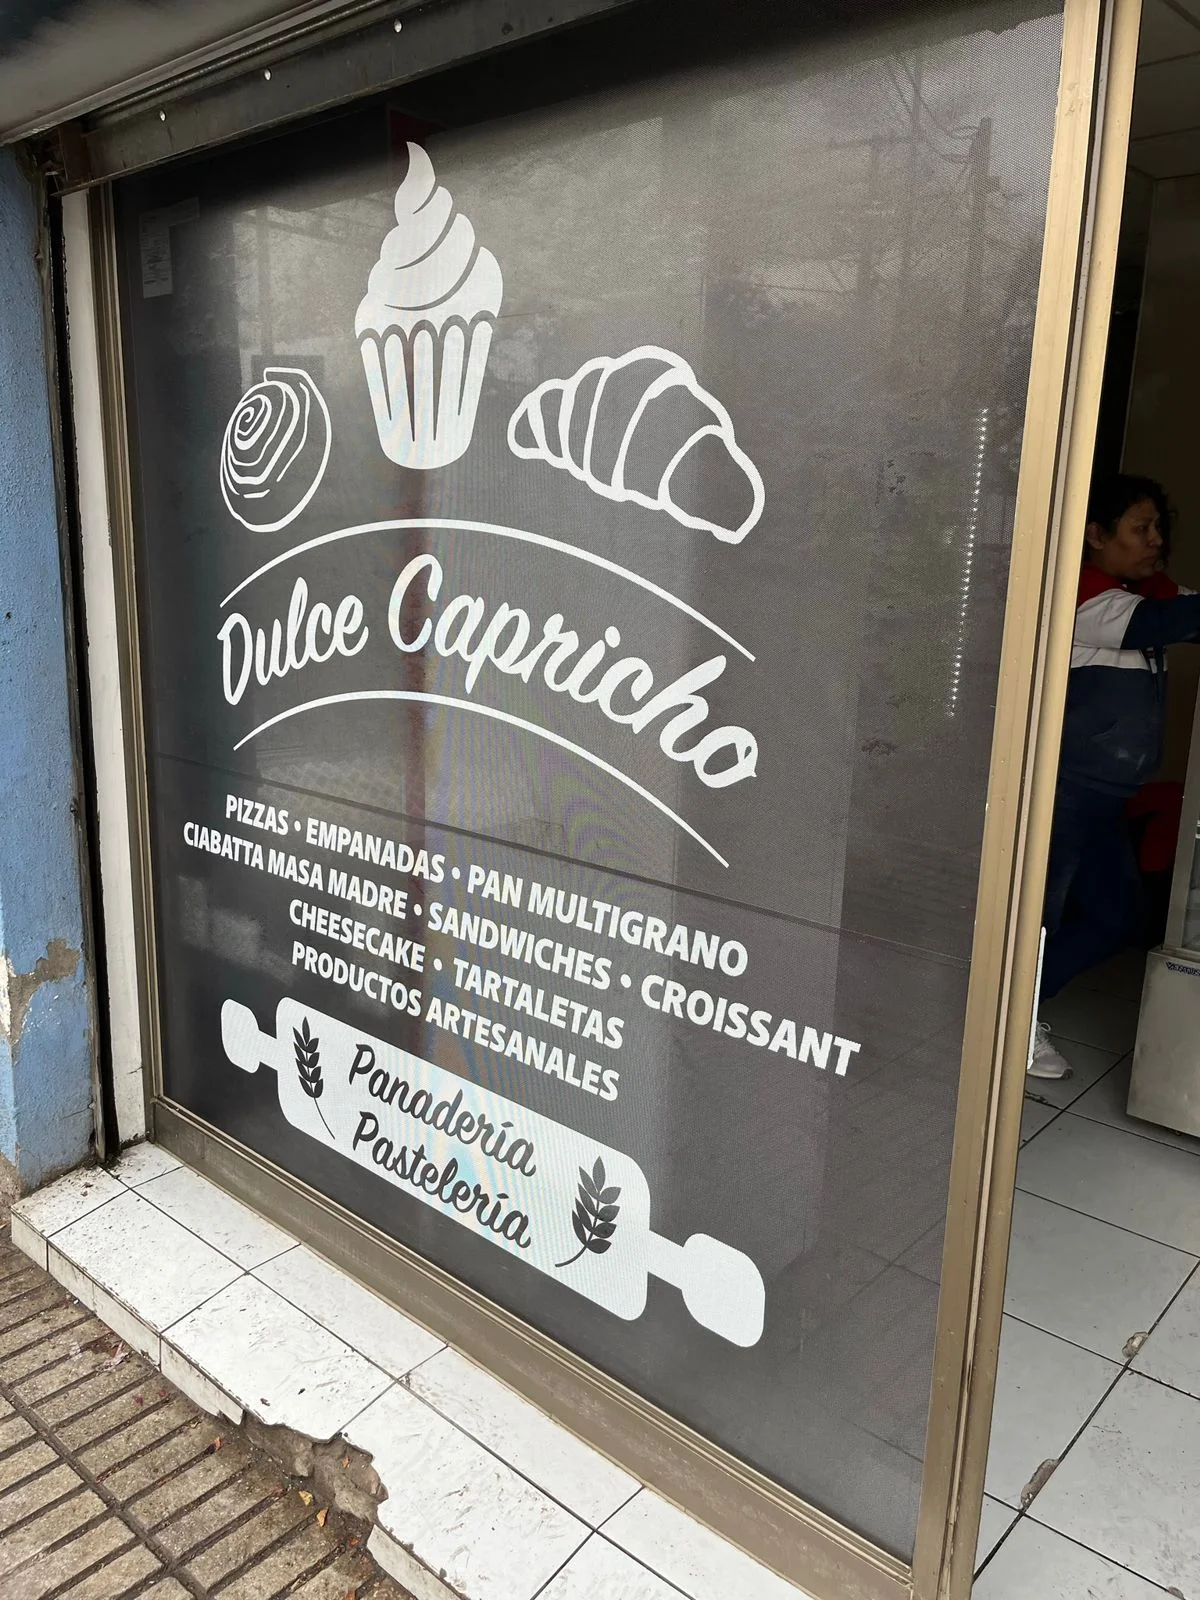 Dulce Capricho
PIZZAS • EMPANADAS • PAN MULTIGRANO
CIABATTA MASA MADRE • SANDWICHES • CROISSANT
CHEESECAKE • TARTALETAS
PRODUCTOS ARTESANALES
Panadería
Pastelería